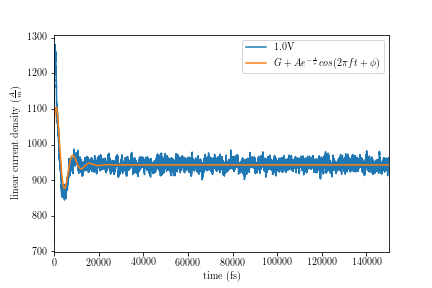 1300
1200
1100
1000
900
800
700
linear current density (A/m)
1.0V
G + Ae^{-t/τ} cos(2πft + ϕ)
0 20000 40000 60000 80000 100000 120000 140000
time (fs)